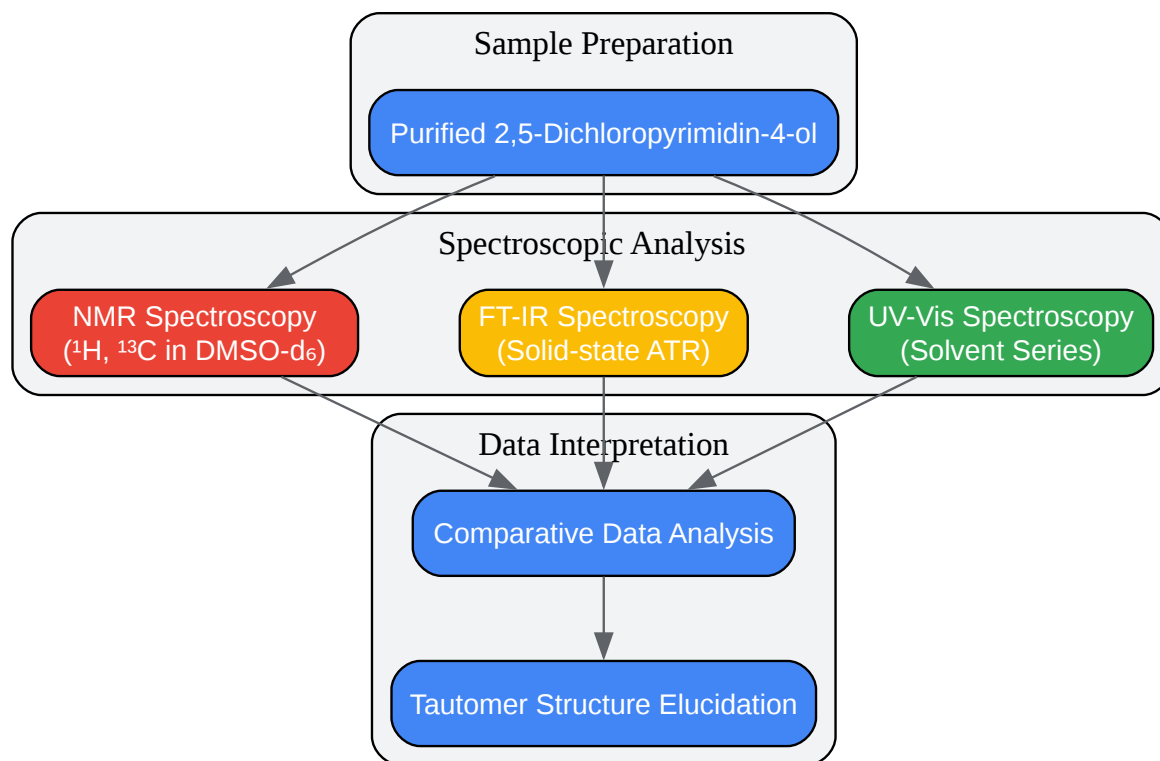 Sample Preparation
Purified 2,5-Dichloropyrimidin-4-ol
Spectroscopic Analysis
NMR Spectroscopy
(¹H, ¹³C in DMSO-d₆)
FT-IR Spectroscopy
(Solid-state ATR)
UV-Vis Spectroscopy
(Solvent Series)
Data Interpretation
Comparative Data Analysis
Tautomer Structure Elucidation